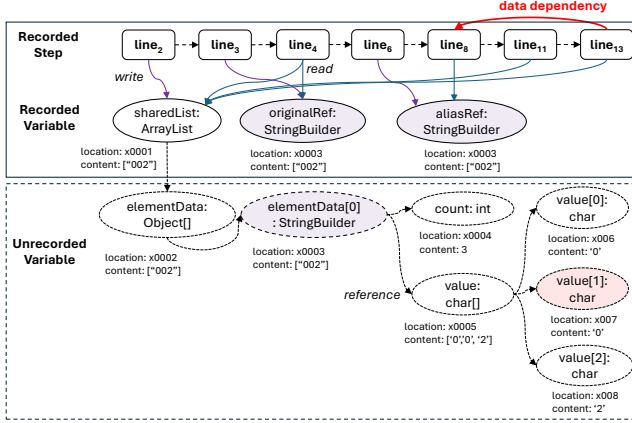 data dependency
Recorded
Step
line2
line3
line4
line6
line8
line11
line13
write
read
Recorded
Variable
sharedList:
ArrayList
originalRef:
StringBuilder
aliasRef:
StringBuilder
location: x0001
content: ["002"]
location: x0003
content: ["002"]
location: x0003
content: ["002"]
Unrecorded
Variable
elementData:
Object[]
elementData[0]
: StringBuilder
count: int
value[0]:
char
location: x0002
content: ["002"]
location: x0003
content: ["002"]
location: x0004
content: 3
location: x006
content: '0'
reference
value:
char[]
value[1]:
char
location: x0005
content: ['0','0', '2']
location: x007
content: '0'
value[2]:
char
location: x008
content: '2'